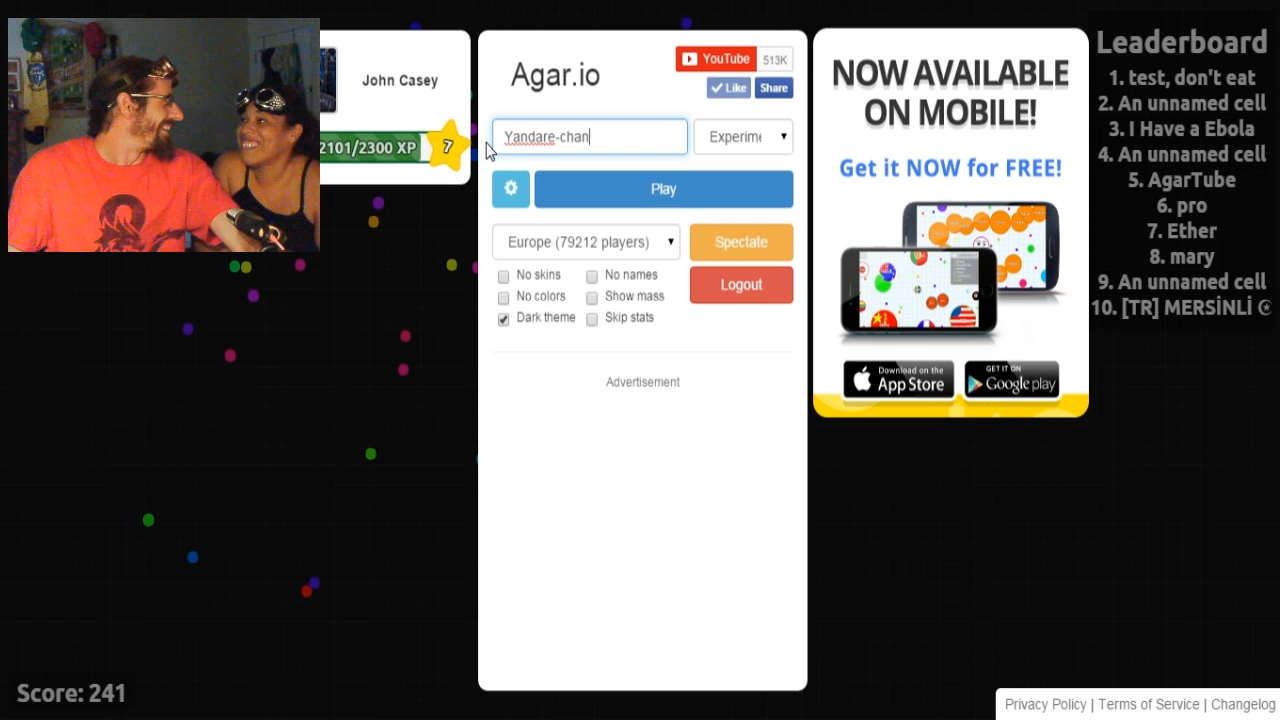 John Casey
2101/2300 XP
7
Agar.io
YouTube 513K
Like Share
Yandare-chan
Experime
Play
Europe (79212 players)
Spectate
No skins No names
No colors Show mass
Dark theme Skip stats
Logout
Advertisement
NOW AVAILABLE
ON MOBILE!
Get it NOW for FREE!
Download on the
App Store
GET IT ON
Google play
Leaderboard
1. test, don't eat
2. An unnamed cell
3. I Have a Ebola
4. An unnamed cell
5. AgarTube
6. pro
7. Ether
8. mary
9. An unnamed cell
10. [TR] MERSİNLİ ☪
Score: 241
Privacy Policy | Terms of Service | Changelog